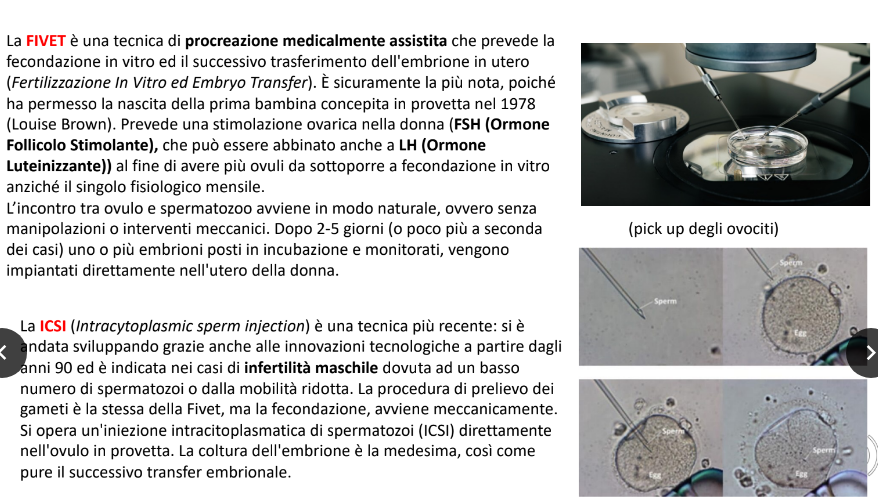 La FIVET è una tecnica di procreazione medicalmente assistita che prevede la
fecondazione in vitro ed il successivo trasferimento dell'embrione in utero
(Fertilizzazione In Vitro ed Embryo Transfer). È sicuramente la più nota, poiché
ha permesso la nascita della prima bambina concepita in provetta nel 1978
(Louise Brown). Prevede una stimolazione ovarica nella donna (FSH (Ormone
Follicolo Stimolante), che può essere abbinato anche a LH (Ormone
Luteinizzante)) al fine di avere più ovuli da sottoporre a fecondazione in vitro
anziché il singolo fisiologico mensile.
L'incontro tra ovulo e spermatozoo avviene in modo naturale, ovvero senza
manipolazioni o interventi meccanici. Dopo 2-5 giorni (o poco più a seconda
dei casi) uno o più embrioni posti in incubazione e monitorati, vengono
impiantati direttamente nell'utero della donna.
(pick up degli ovociti)
Sperm
Sperm
Egg
La ICSI (Intracytoplasmic sperm injection) è una tecnica più recente: si è
andata sviluppando grazie anche alle innovazioni tecnologiche a partire dagli
anni 90 ed è indicata nei casi di infertilità maschile dovuta ad un basso
numero di spermatozoi o dalla mobilità ridotta. La procedura di prelievo dei
gameti è la stessa della Fivet, ma la fecondazione, avviene meccanicamente.
Si opera un'iniezione intracitoplasmatica di spermatozoi (ICSI) direttamente
nell'ovulo in provetta. La coltura dell'embrione è la medesima, così come
pure il successivo transfer embrionale.
Sperm
Egg
Sperm
Egg